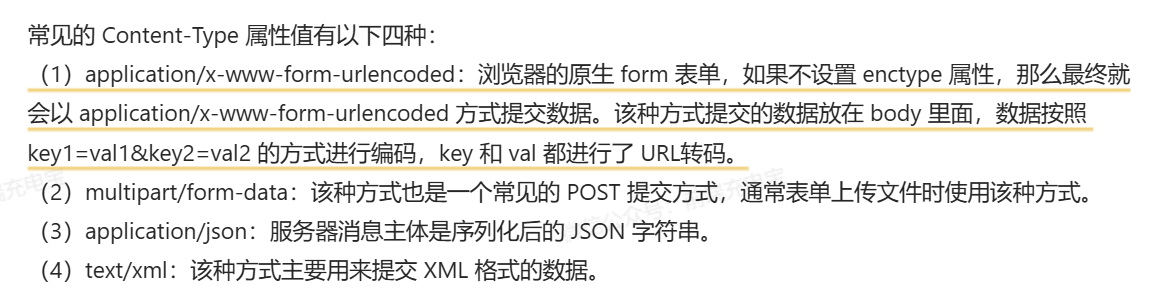 常见的 Content-Type 属性值有以下四种：
（1）application/x-www-form-urlencoded：浏览器的原生 form 表单，如果不设置 enctype 属性，那么最终就
会以 application/x-www-form-urlencoded 方式提交数据。该种方式提交的数据放在 body 里面，数据按照
key1=val1&key2=val2 的方式进行编码，key 和 val 都进行了 URL转码。
（2）multipart/form-data：该种方式也是一个常见的 POST 提交方式，通常表单上传文件时使用该种方式。
（3）application/json：服务器消息主体是序列化后的 JSON 字符串。
（4）text/xml：该种方式主要用来提交 XML 格式的数据。